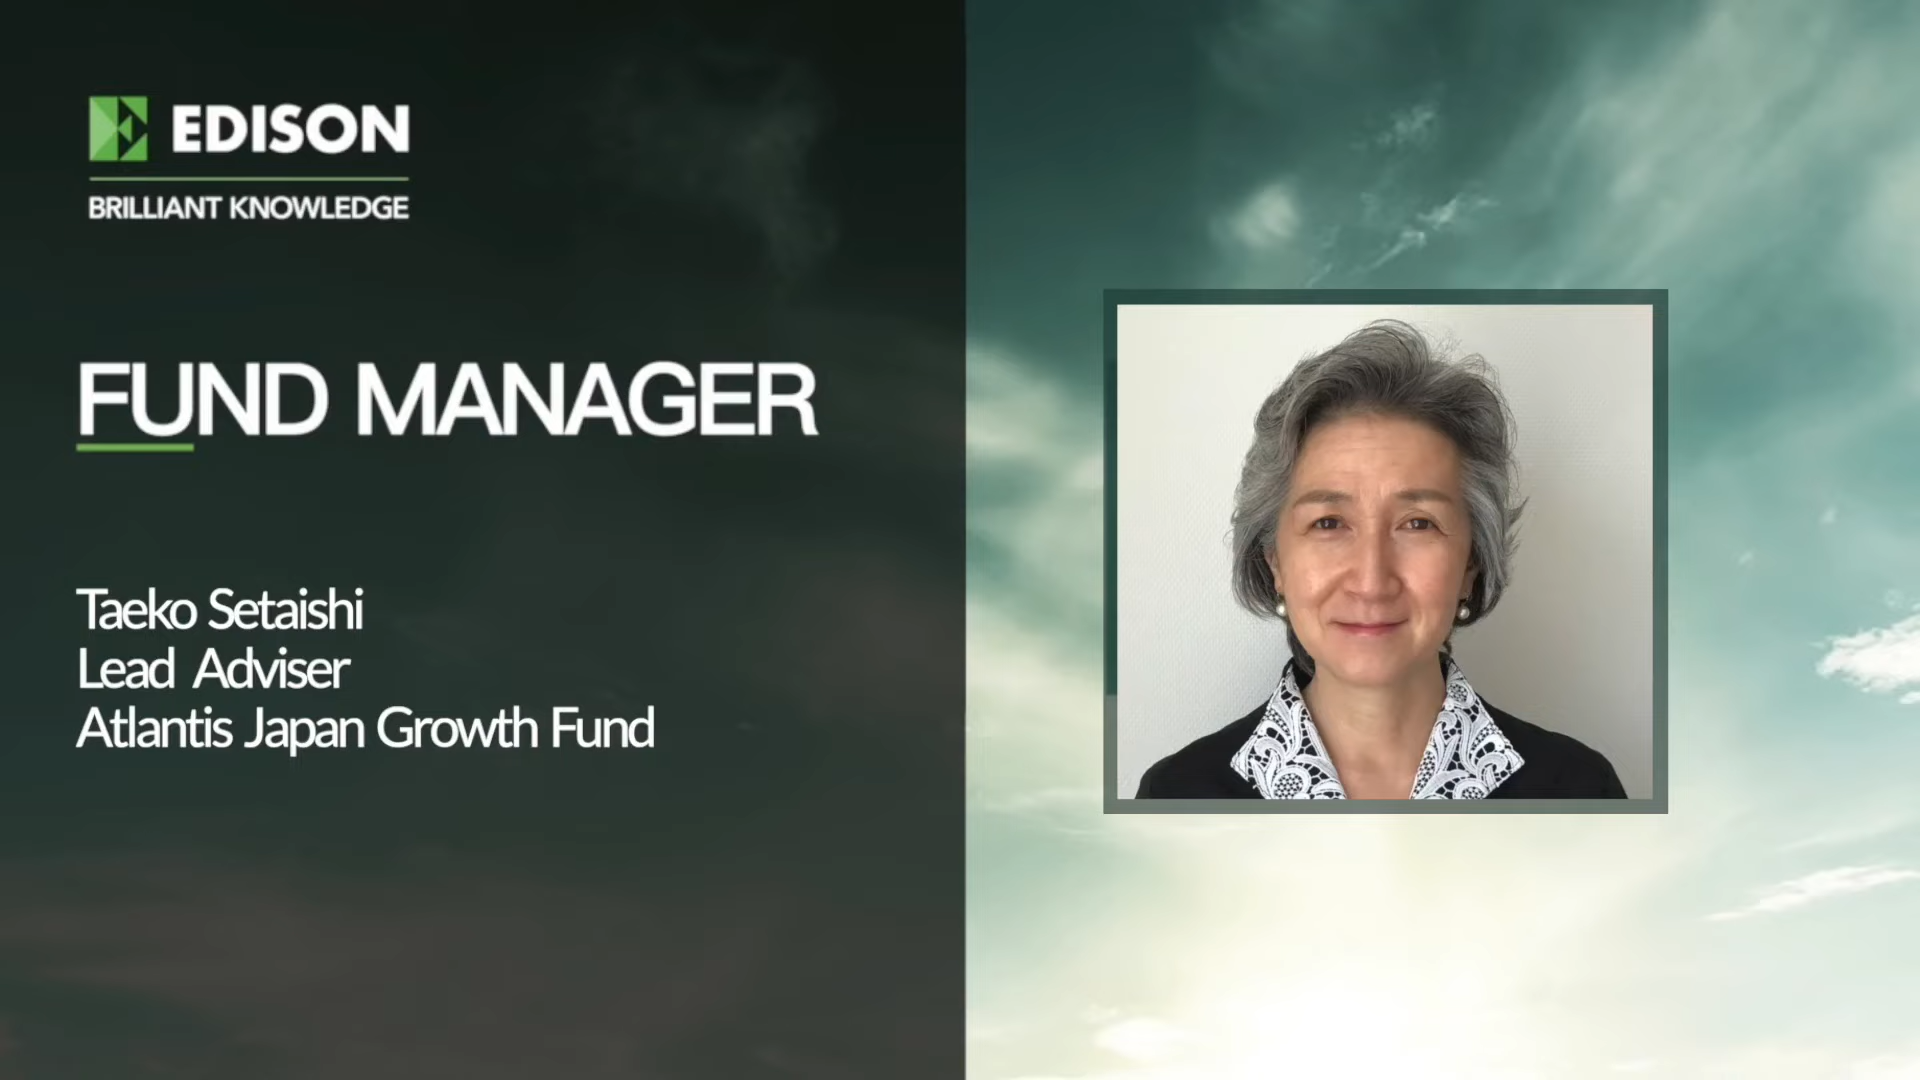 EDISON
BRILLIANT KNOWLEDGE
FUND MANAGER
Taeko Setaishi
Lead Adviser
Atlantis Japan Growth Fund